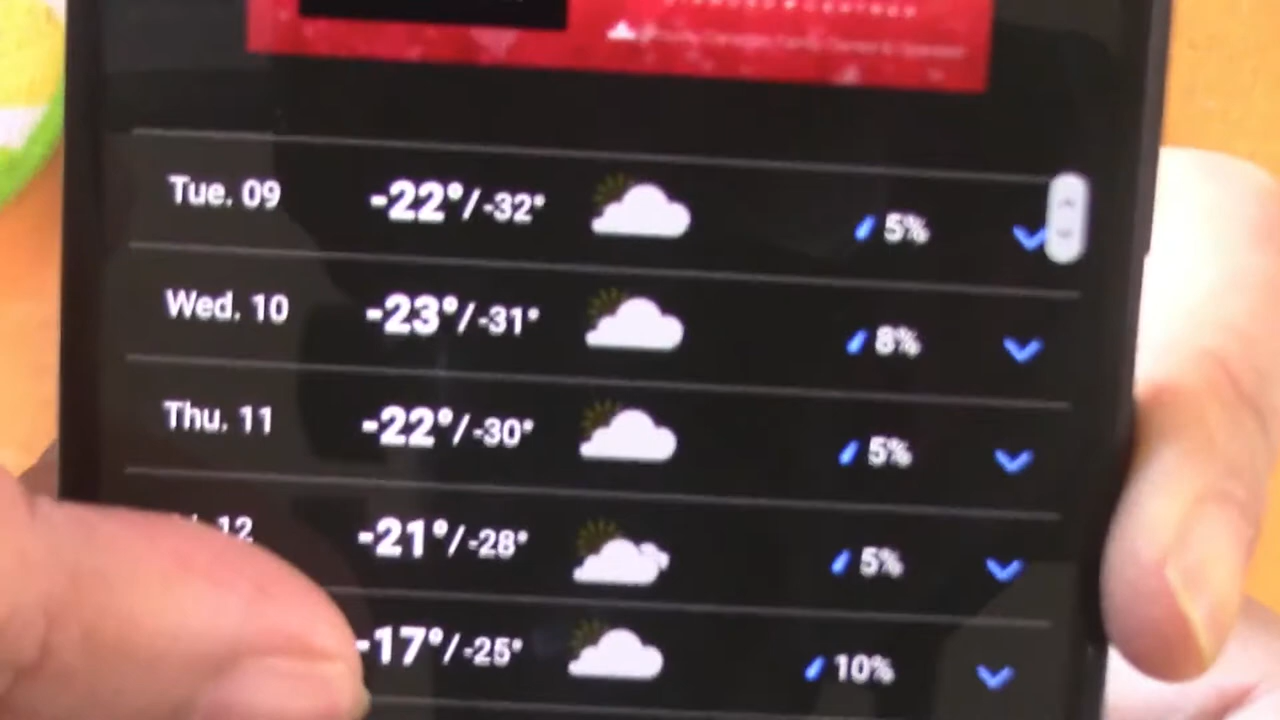 Tue. 09 -22°/-32° 5%
Wed. 10 -23°/-31° 8%
Thu. 11 -22°/-30° 5%
12 -21°/-28° 5%
-17°/-25° 10%